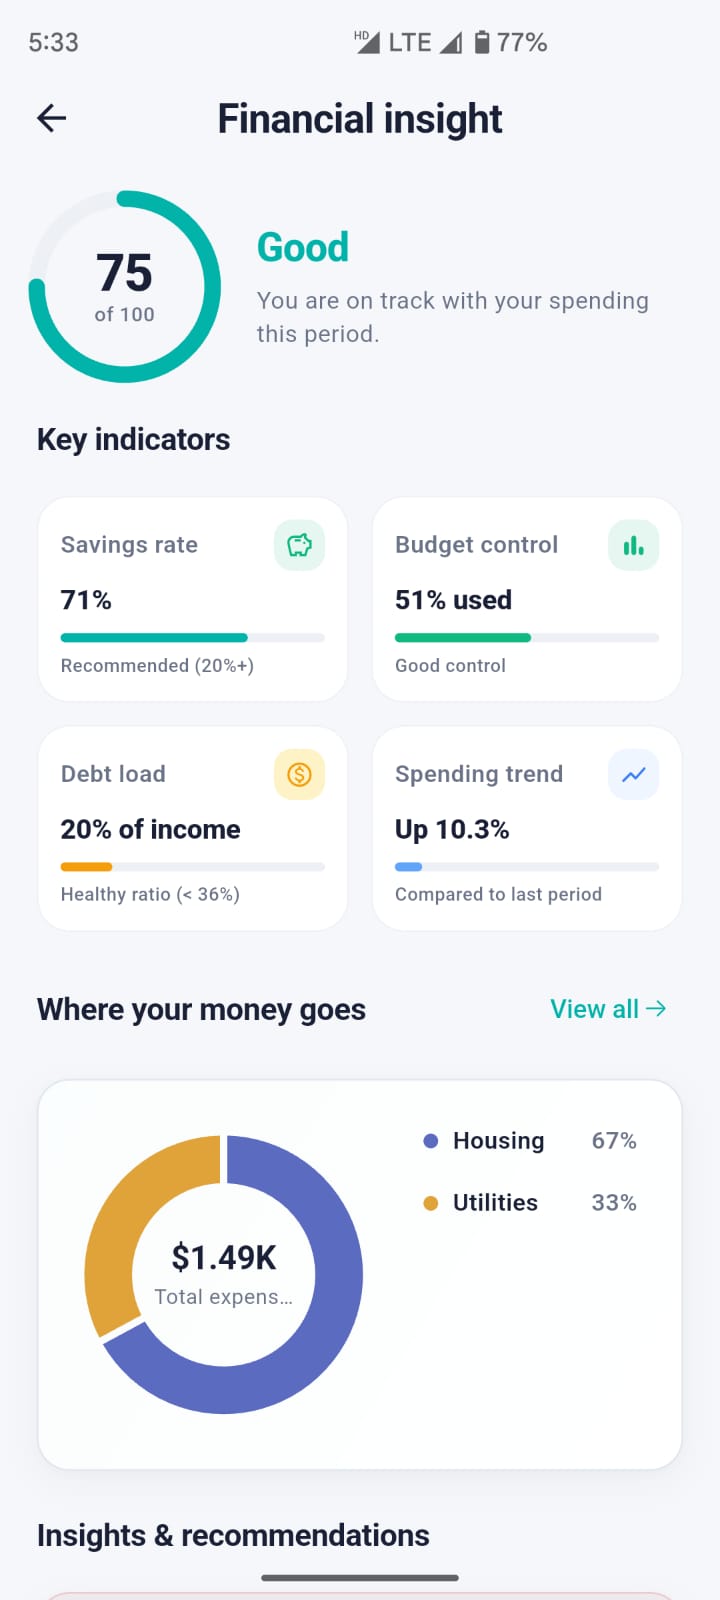 5:33
HD LTE 77%
Financial insight
75
of 100
Good
You are on track with your spending
this period.
Key indicators
Savings rate
71%
Recommended (20%+)
Budget control
51% used
Good control
Debt load
20% of income
Healthy ratio (< 36%)
Spending trend
Up 10.3%
Compared to last period
Where your money goes
View all →
$1.49K
Total expens...
Housing 67%
Utilities 33%
Insights & recommendations